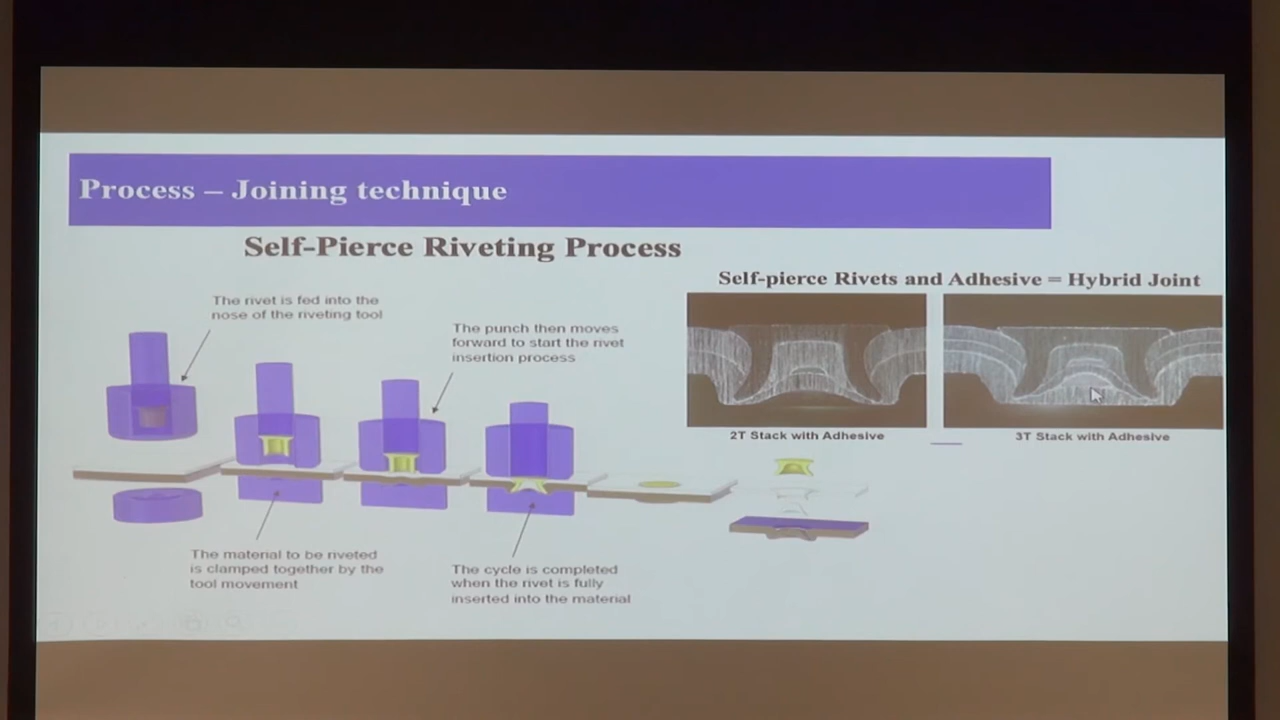 Process – Joining technique
Self-Pierce Riveting Process
Self-pierce Rivets and Adhesive = Hybrid Joint
The rivet is fed into the
nose of the riveting tool
The punch then moves
forward to start the rivet
insertion process
2T Stack with Adhesive
3T Stack with Adhesive
The material to be riveted
is clamped together by the
tool movement
The cycle is completed
when the rivet is fully
inserted into the material